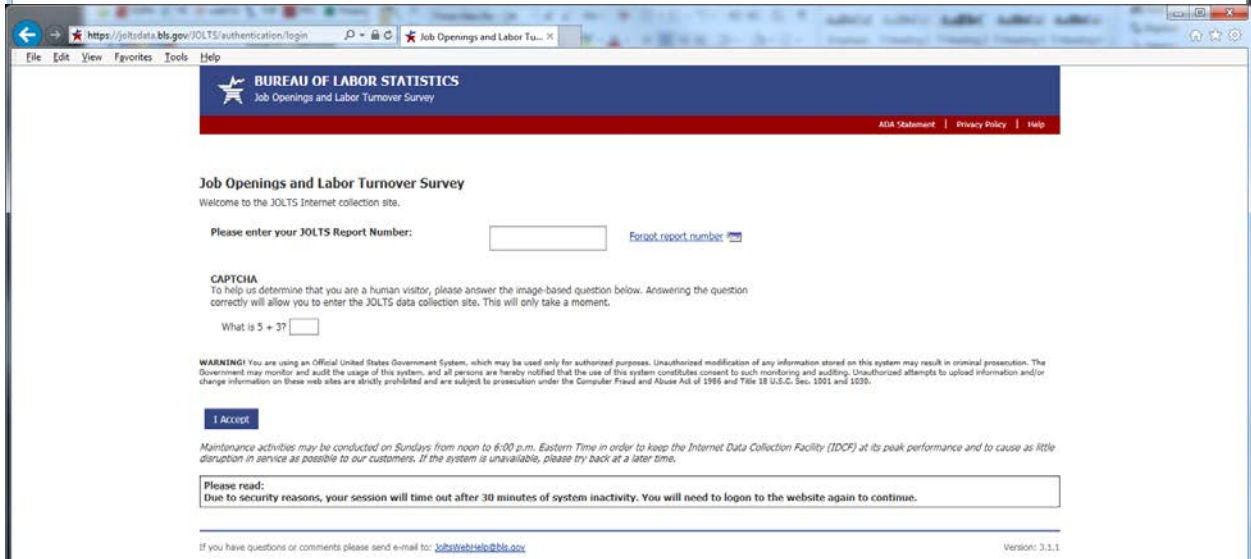 https://joltsdata.bls.gov/JOLTS/authentication/login
Job Openings and Labor Tu...
File Edit View Favorites Tools Help
BUREAU OF LABOR STATISTICS
Job Openings and Labor Turnover Survey
ADA Statement | Privacy Policy | Help
Job Openings and Labor Turnover Survey
Welcome to the JOLTS Internet collection site.
Please enter your JOLTS Report Number:
Forgot report number
CAPTCHA
To help us determine that you are a human visitor, please answer the image-based question below. Answering the question
correctly will allow you to enter the JOLTS data collection site. This will only take a moment.
What is 5 + 3?
WARNING! You are using an Official United States Government System, which may be used only for authorized purposes. Unauthorized modification of any information stored on this system may result in criminal prosecution. The
Government may monitor and audit the usage of this system, and all persons are hereby notified that the use of this system constitutes consent to such monitoring and auditing. Unauthorized attempts to upload information and/or
change information on these web sites are strictly prohibited and are subject to prosecution under the Computer Fraud and Abuse Act of 1986 and Title 18 U.S.C. Sec. 1001 and 1030.
I Accept
Maintenance activities may be conducted on Sundays from noon to 6:00 p.m. Eastern Time in order to keep the Internet Data Collection Facility (IDCF) at its peak performance and to cause as little
disruption in service as possible to our customers. If the system is unavailable, please try back at a later time.
Please read:
Due to security reasons, your session will time out after 30 minutes of system inactivity. You will need to logon to the website again to continue.
If you have questions or comments please send e-mail to: JoltsWebHelp@bls.gov
Version: 3.1.1